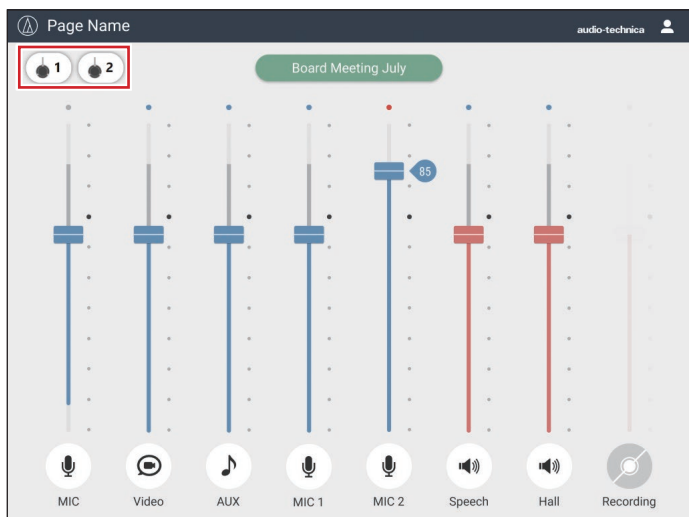 Page Name
audio-technica
1
2
Board Meeting July
85
MIC
Video
AUX
MIC 1
MIC 2
Speech
Hall
Recording